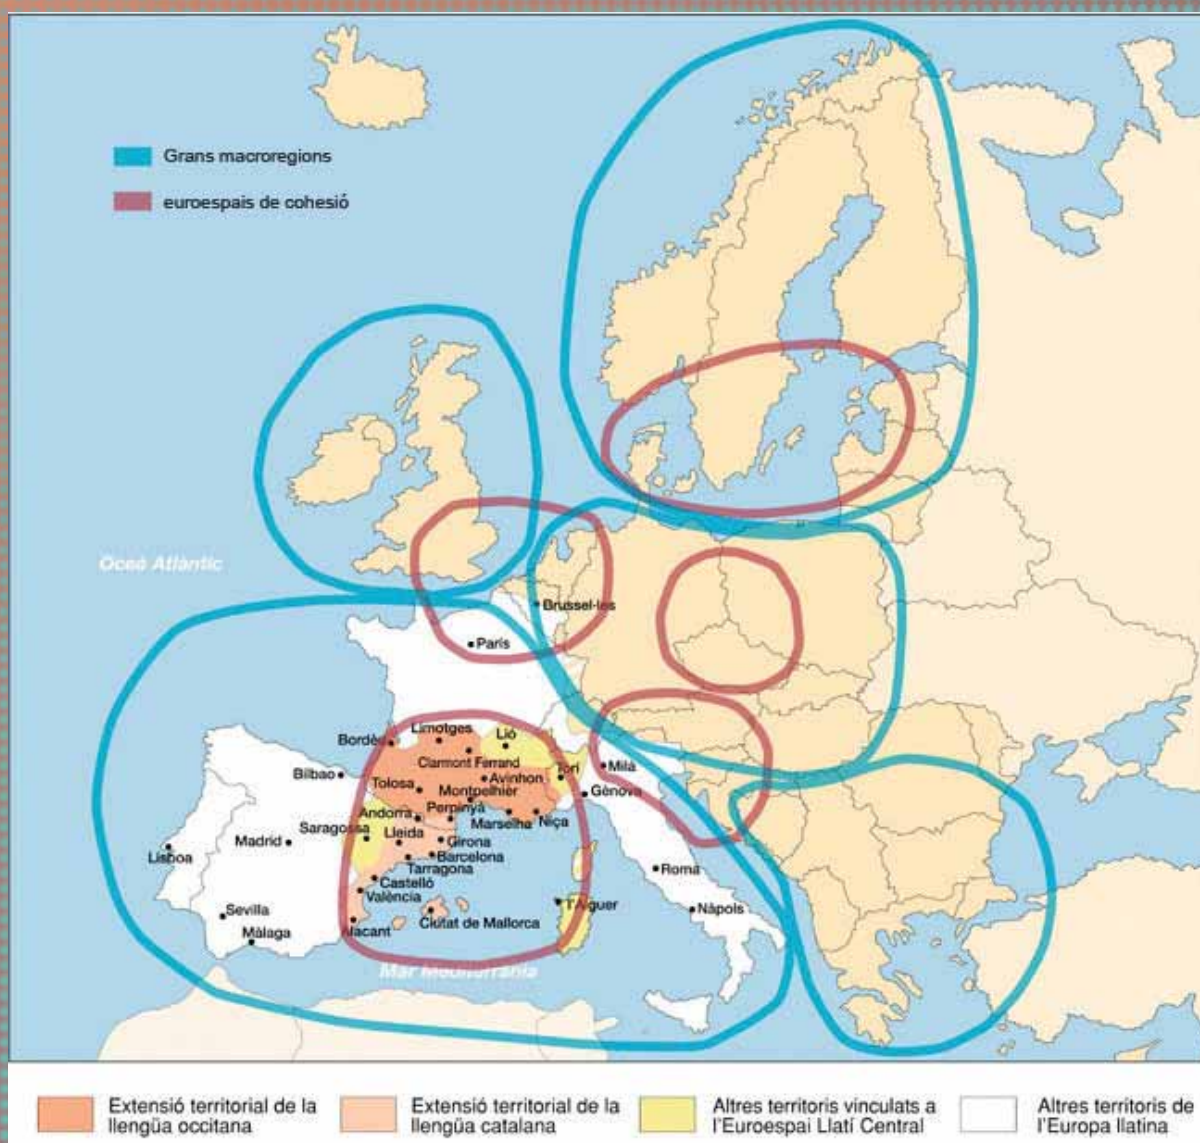 Grans macroregions
euroespais de cohesió
Oceà Atlàntic
Brussel·les
París
Limotges
Lió
Bordèu
Clarmont Ferrand
Milà
Torí
Bilbao
Avinhon
Tolosa
Montpelhier
Gènova
Andorra
Perpinyà
Marselha
Niça
Saragossa
Lleida
Madrid
Girona
Barcelona
Lisboa
Tarragona
Roma
Castelló
València
l'Alguer
Nàpols
Sevilla
Ciutat de Mallorca
Màlaga
Alacant
Mar Mediterrània
Extensió territorial de la
llengüa occitana
Extensió territorial de la
llengüa catalana
Altres territoris vinculats a
l'Euroespai Llatí Central
Altres territoris de
l'Europa llatina